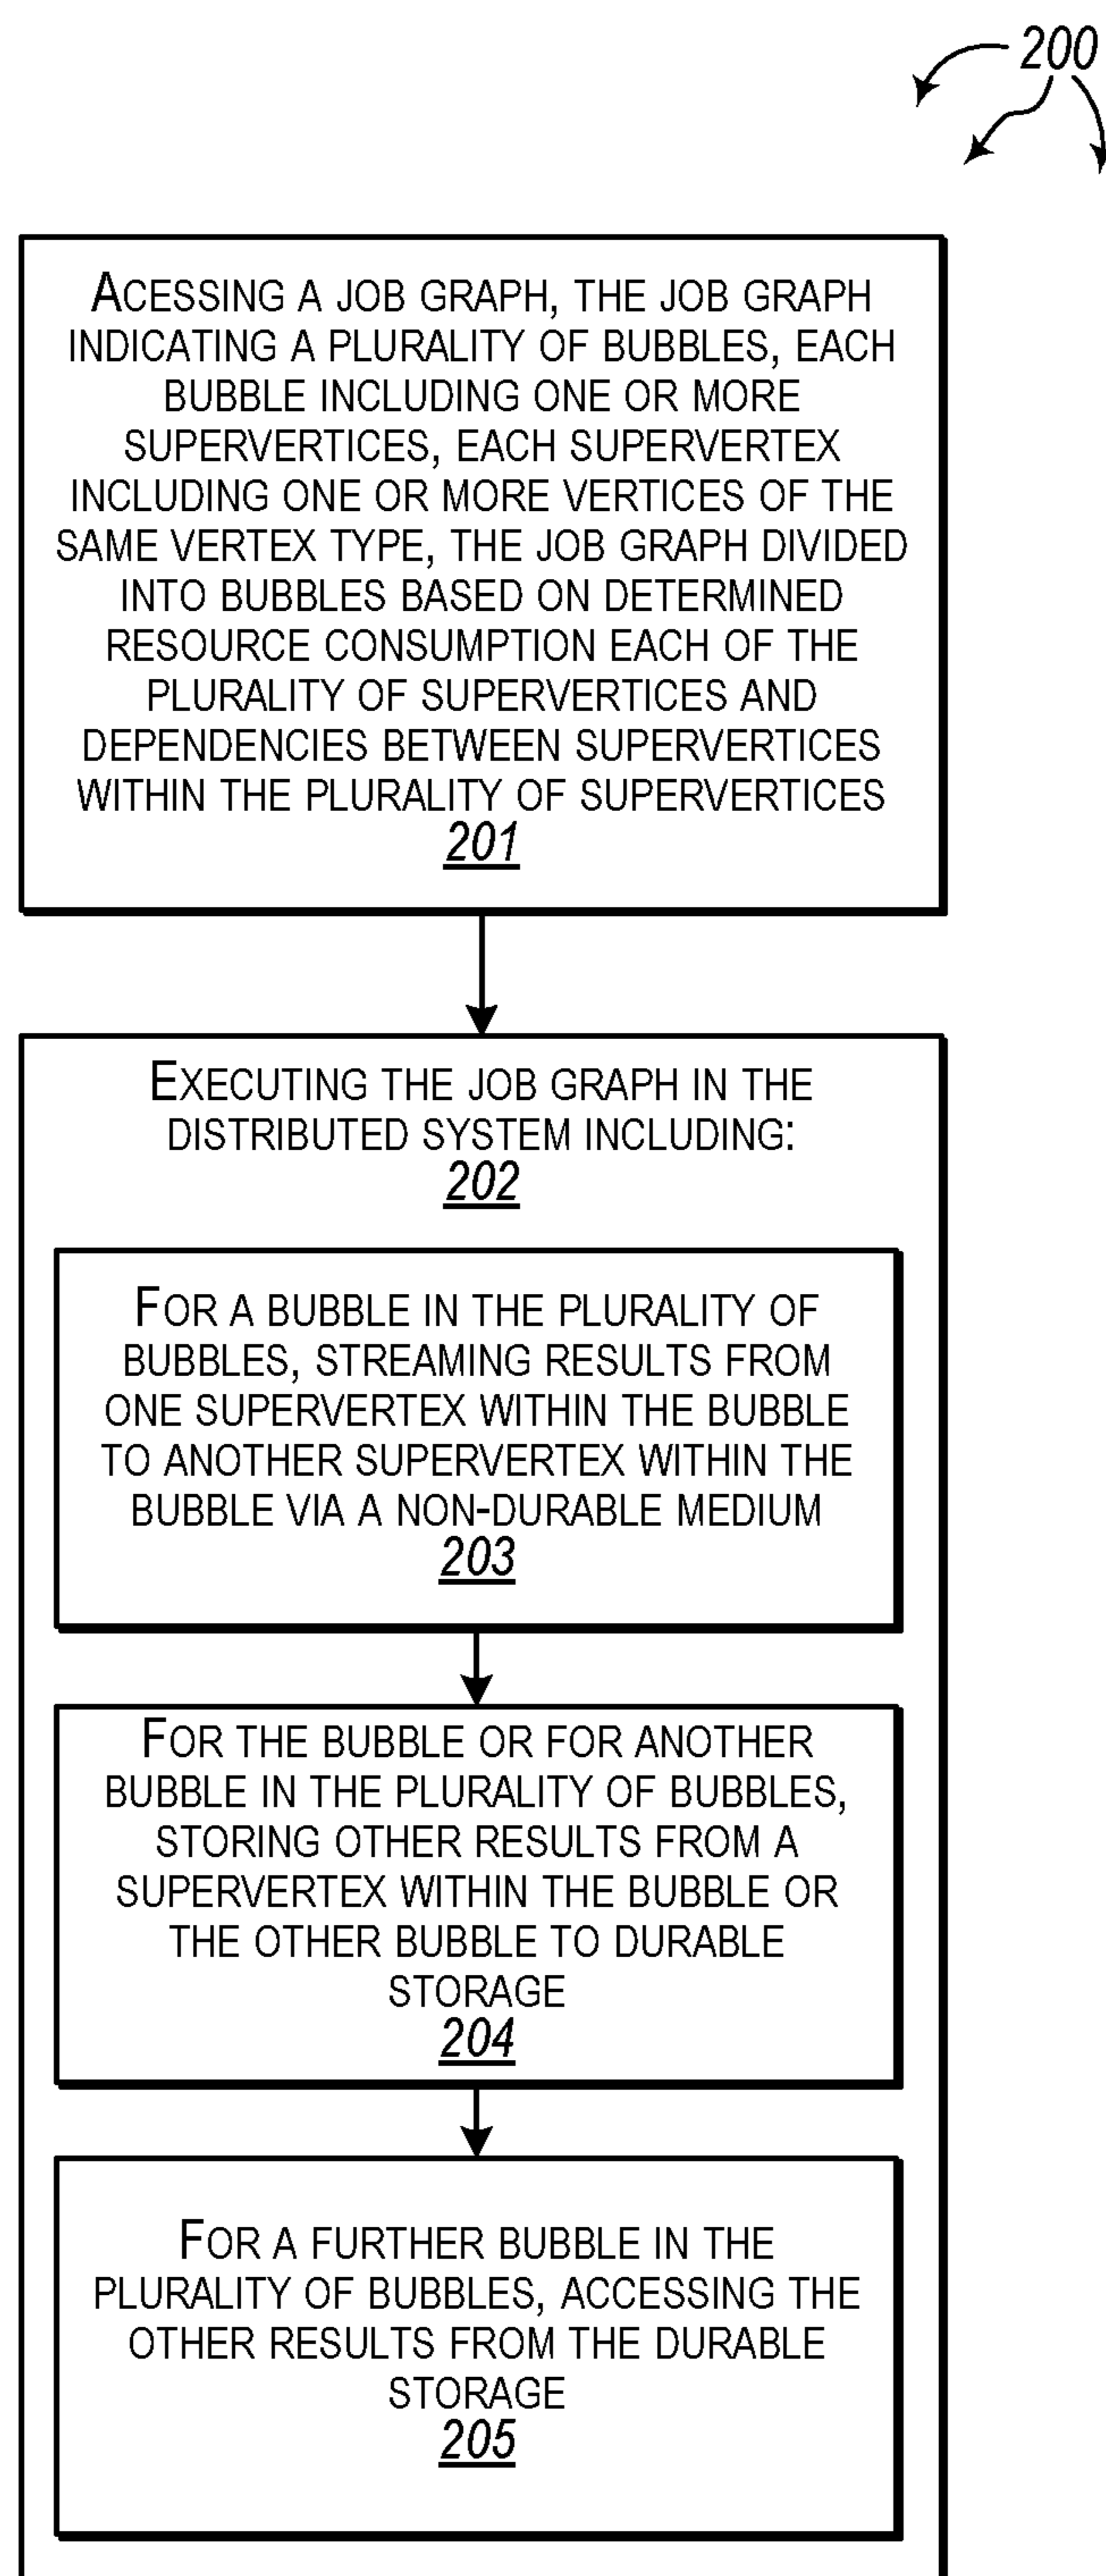 200
ACESSING A JOB GRAPH, THE JOB GRAPH
INDICATING A PLURALITY OF BUBBLES, EACH
BUBBLE INCLUDING ONE OR MORE
SUPERVERTICES, EACH SUPERVERTEX
INCLUDING ONE OR MORE VERTICES OF THE
SAME VERTEX TYPE, THE JOB GRAPH DIVIDED
INTO BUBBLES BASED ON DETERMINED
RESOURCE CONSUMPTION EACH OF THE
PLURALITY OF SUPERVERTICES AND
DEPENDENCIES BETWEEN SUPERVERTICES
WITHIN THE PLURALITY OF SUPERVERTICES
201
EXECUTING THE JOB GRAPH IN THE
DISTRIBUTED SYSTEM INCLUDING:
202
FOR A BUBBLE IN THE PLURALITY OF
BUBBLES, STREAMING RESULTS FROM
ONE SUPERVERTEX WITHIN THE BUBBLE
TO ANOTHER SUPERVERTEX WITHIN THE
BUBBLE VIA A NON-DURABLE MEDIUM
203
FOR THE BUBBLE OR FOR ANOTHER
BUBBLE IN THE PLURALITY OF BUBBLES,
STORING OTHER RESULTS FROM A
SUPERVERTEX WITHIN THE BUBBLE OR
THE OTHER BUBBLE TO DURABLE
STORAGE
204
FOR A FURTHER BUBBLE IN THE
PLURALITY OF BUBBLES, ACCESSING THE
OTHER RESULTS FROM THE DURABLE
STORAGE
205